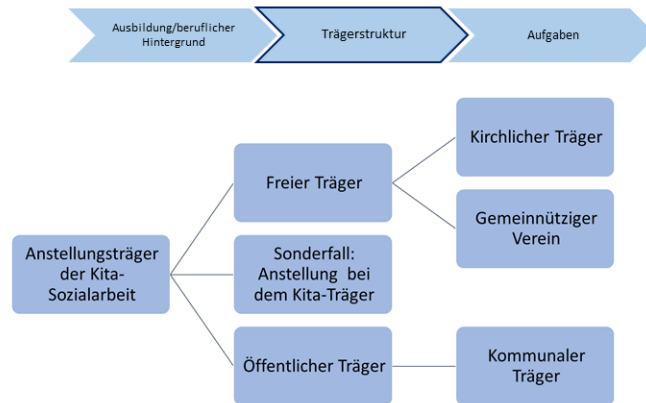 Ausbildung/beruflicher
Hintergrund
Trägerstruktur
Aufgaben
Kirchlicher Träger
Freier Träger
Gemeinnütziger
Verein
Anstellungsträger
der Kita-
Sozialarbeit
Sonderfall:
Anstellung bei
dem Kita-Träger
Öffentlicher Träger
Kommunaler
Träger